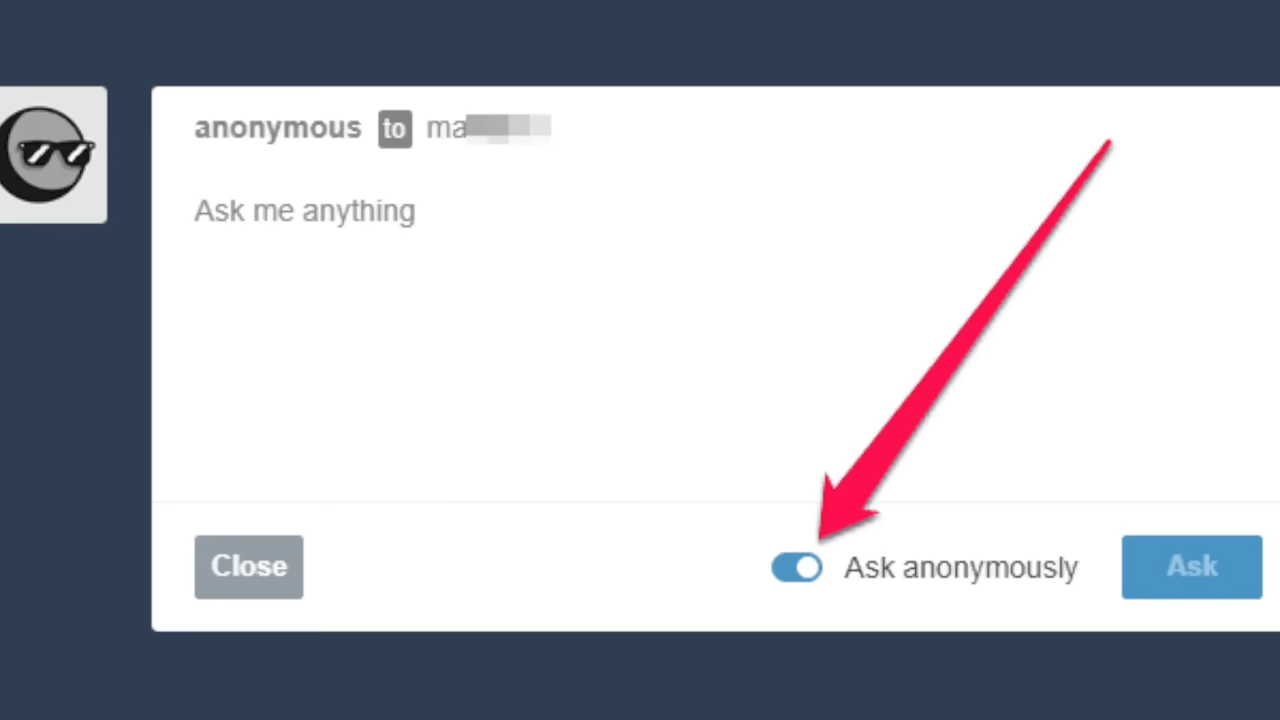 anonymous to ma
Ask me anything
Close
Ask anonymously
Ask